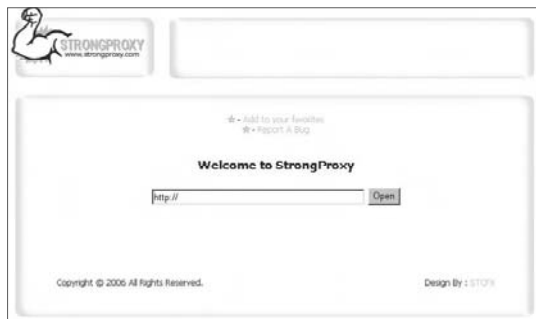 STRONGPROXY
www.strongproxy.com
- Add to your favorites
- Report A Bug
Welcome to StrongProxy
http://
Open
Copyright © 2006 All Rights Reserved.
Design By :